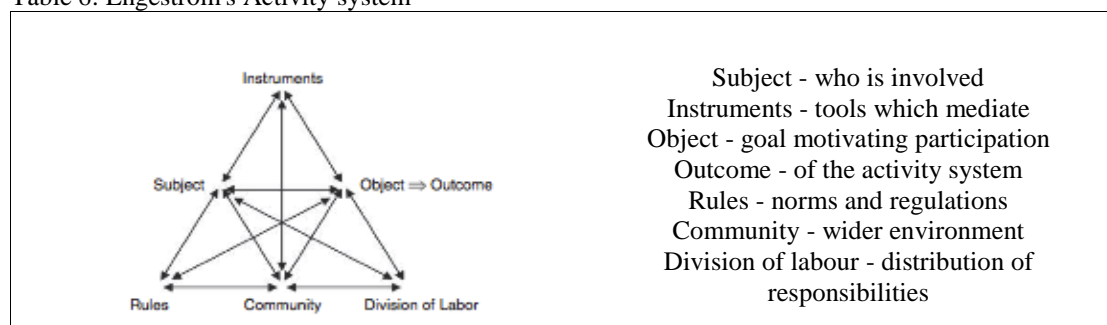 Table 6: Engeström's Activity system
Instruments
Subject
Object ⇒ Outcome
Rules
Community
Division of Labor
Subject - who is involved
Instruments - tools which mediate
Object - goal motivating participation
Outcome - of the activity system
Rules - norms and regulations
Community - wider environment
Division of labour - distribution of
responsibilities